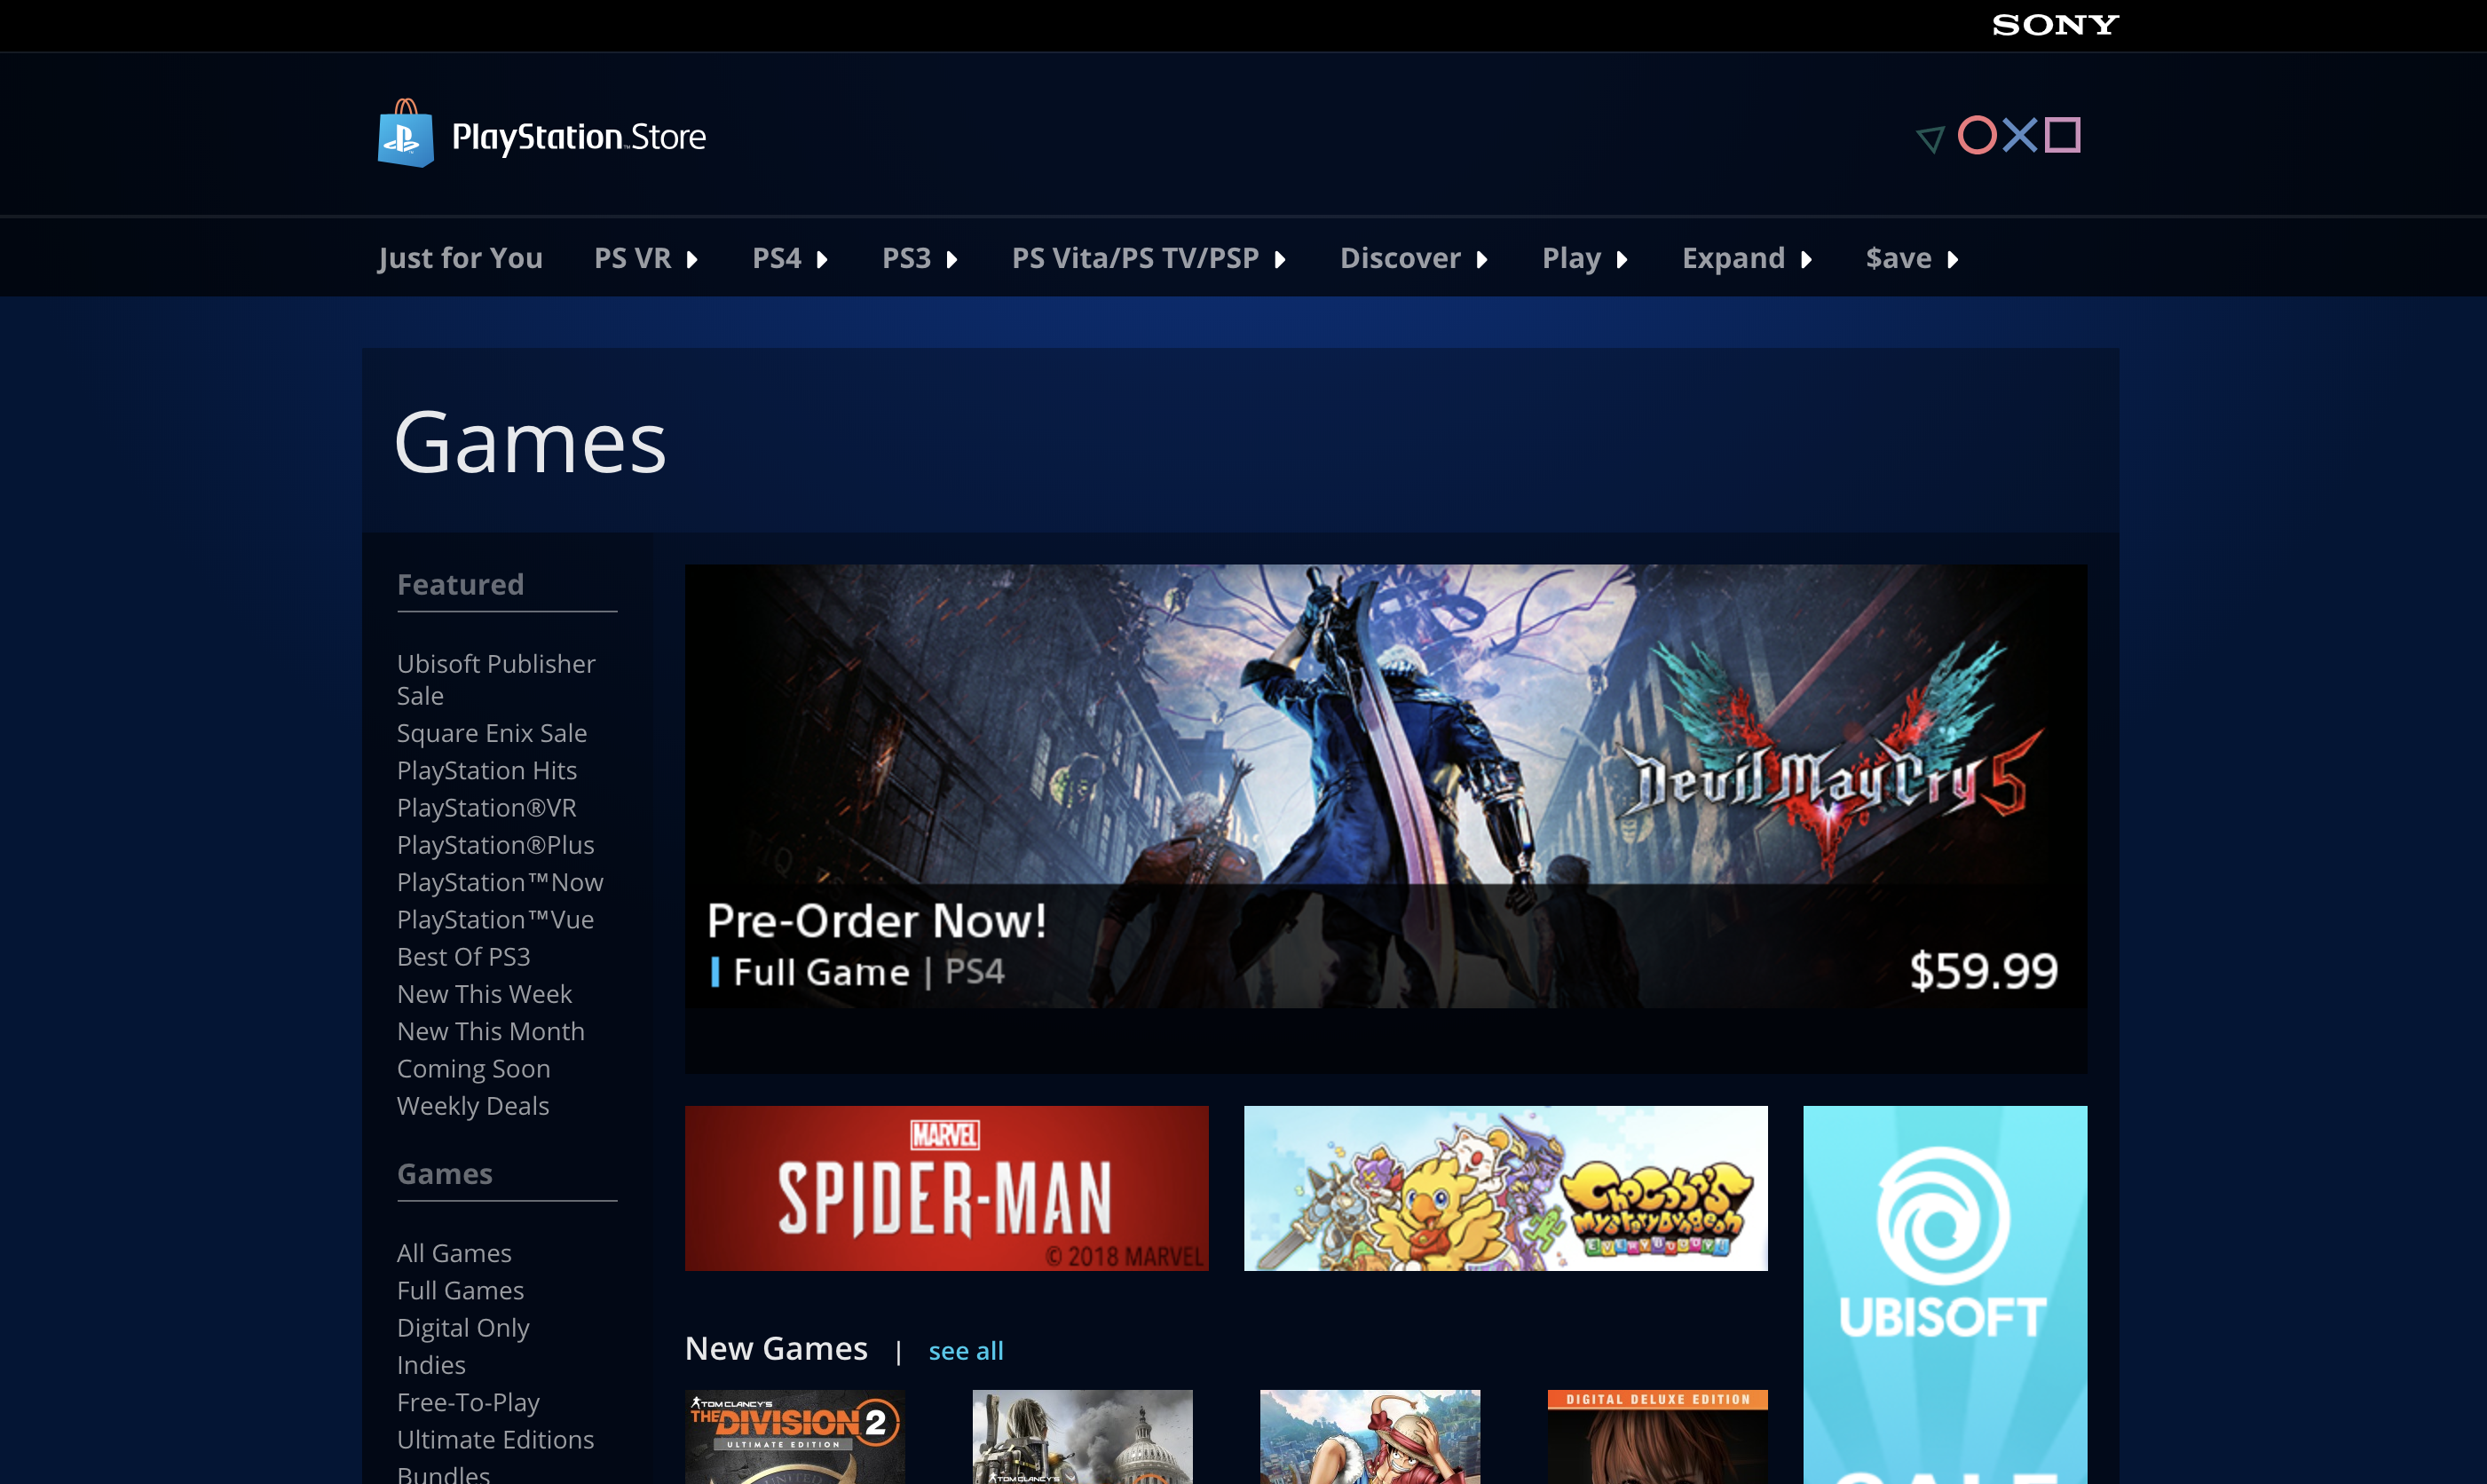 SONY
PlayStation™Store
Just for You
PS VR
PS4
PS3
PS Vita/PS TV/PSP
Discover
Play
Expand
$ave
Games
Featured
Ubisoft Publisher
Sale
Square Enix Sale
PlayStation Hits
PlayStation®VR
PlayStation®Plus
PlayStation™Now
PlayStation™Vue
Best Of PS3
New This Week
New This Month
Coming Soon
Weekly Deals
Games
All Games
Full Games
Digital Only
Indies
Free-To-Play
Ultimate Editions
Bundles
Devil May Cry 5
Pre-Order Now!
Full Game | PS4
$59.99
MARVEL
SPIDER-MAN
© 2018 MARVEL
Chocobo's
Mystery Dungeon
EVERY BUDDY!
UBISOFT
SALE
New Games | see all
TOM CLANCY'S
THE DIVISION 2
ULTIMATE EDITION
UNITED
TOM CLANCY'S
DIGITAL DELUXE EDITION